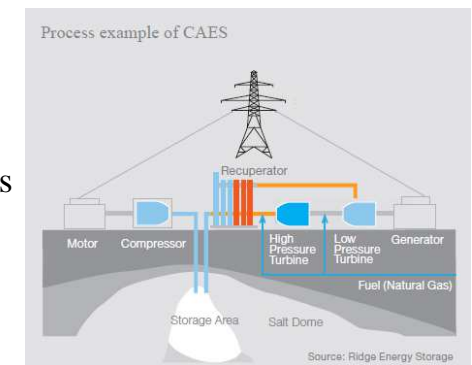 Process example of CAES
s
Recuperator
Motor
Compressor
High
Pressure
Turbine
Low
Pressure
Turbine
Generator
Fuel (Natural Gas)
Storage Area
Salt Dome
Source: Ridge Energy Storage